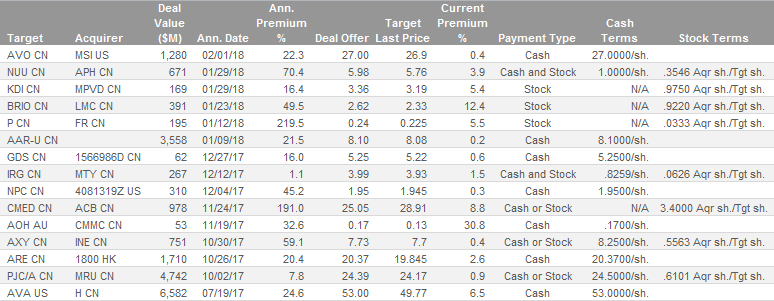 Target Acquirer Deal Value ($M) Ann. Date Ann. Premium % Deal Offer Target Last Price Current Premium % Payment Type Cash Terms Stock Terms
AVO CN MSI US 1,280 02/01/18 22.3 27.00 26.9 0.4 Cash 27.0000/sh.
NUU CN APH CN 671 01/29/18 70.4 5.98 5.76 3.9 Cash and Stock 1.0000/sh. .3546 Aqr sh./Tgt sh.
KDI CN MPVD CN 169 01/29/18 16.4 3.36 3.19 5.4 Stock N/A .9750 Aqr sh./Tgt sh.
BRIO CN LMC CN 391 01/23/18 49.5 2.62 2.33 12.4 Stock N/A .9220 Aqr sh./Tgt sh.
P CN FR CN 195 01/12/18 219.5 0.24 0.225 5.5 Stock N/A .0333 Aqr sh./Tgt sh.
AAR-U CN 3,558 01/09/18 21.5 8.10 8.08 0.2 Cash 8.1000/sh.
GDS CN 1566986D CN 62 12/27/17 16.0 5.25 5.22 0.6 Cash 5.2500/sh.
IRG CN MTY CN 267 12/12/17 1.1 3.99 3.93 1.5 Cash and Stock .8259/sh. .0626 Aqr sh./Tgt sh.
NPC CN 4081319Z US 310 12/04/17 45.2 1.95 1.945 0.3 Cash 1.9500/sh.
CMED CN ACB CN 978 11/24/17 191.0 25.05 28.91 8.8 Cash or Stock N/A 3.4000 Aqr sh./Tgt sh.
AOH AU CMMC CN 53 11/19/17 32.6 0.17 0.13 30.8 Cash .1700/sh.
AXY CN INE CN 751 10/30/17 59.1 7.73 7.7 0.4 Cash or Stock 8.2500/sh. .5563 Aqr sh./Tgt sh.
ARE CN 1800 HK 1,710 10/26/17 20.4 20.37 19.845 2.6 Cash 20.3700/sh.
PJC/A CN MRU CN 4,742 10/02/17 7.8 24.39 24.17 0.9 Cash or Stock 24.5000/sh. .6101 Aqr sh./Tgt sh.
AVA US H CN 6,582 07/19/17 24.6 53.00 49.77 6.5 Cash 53.0000/sh.